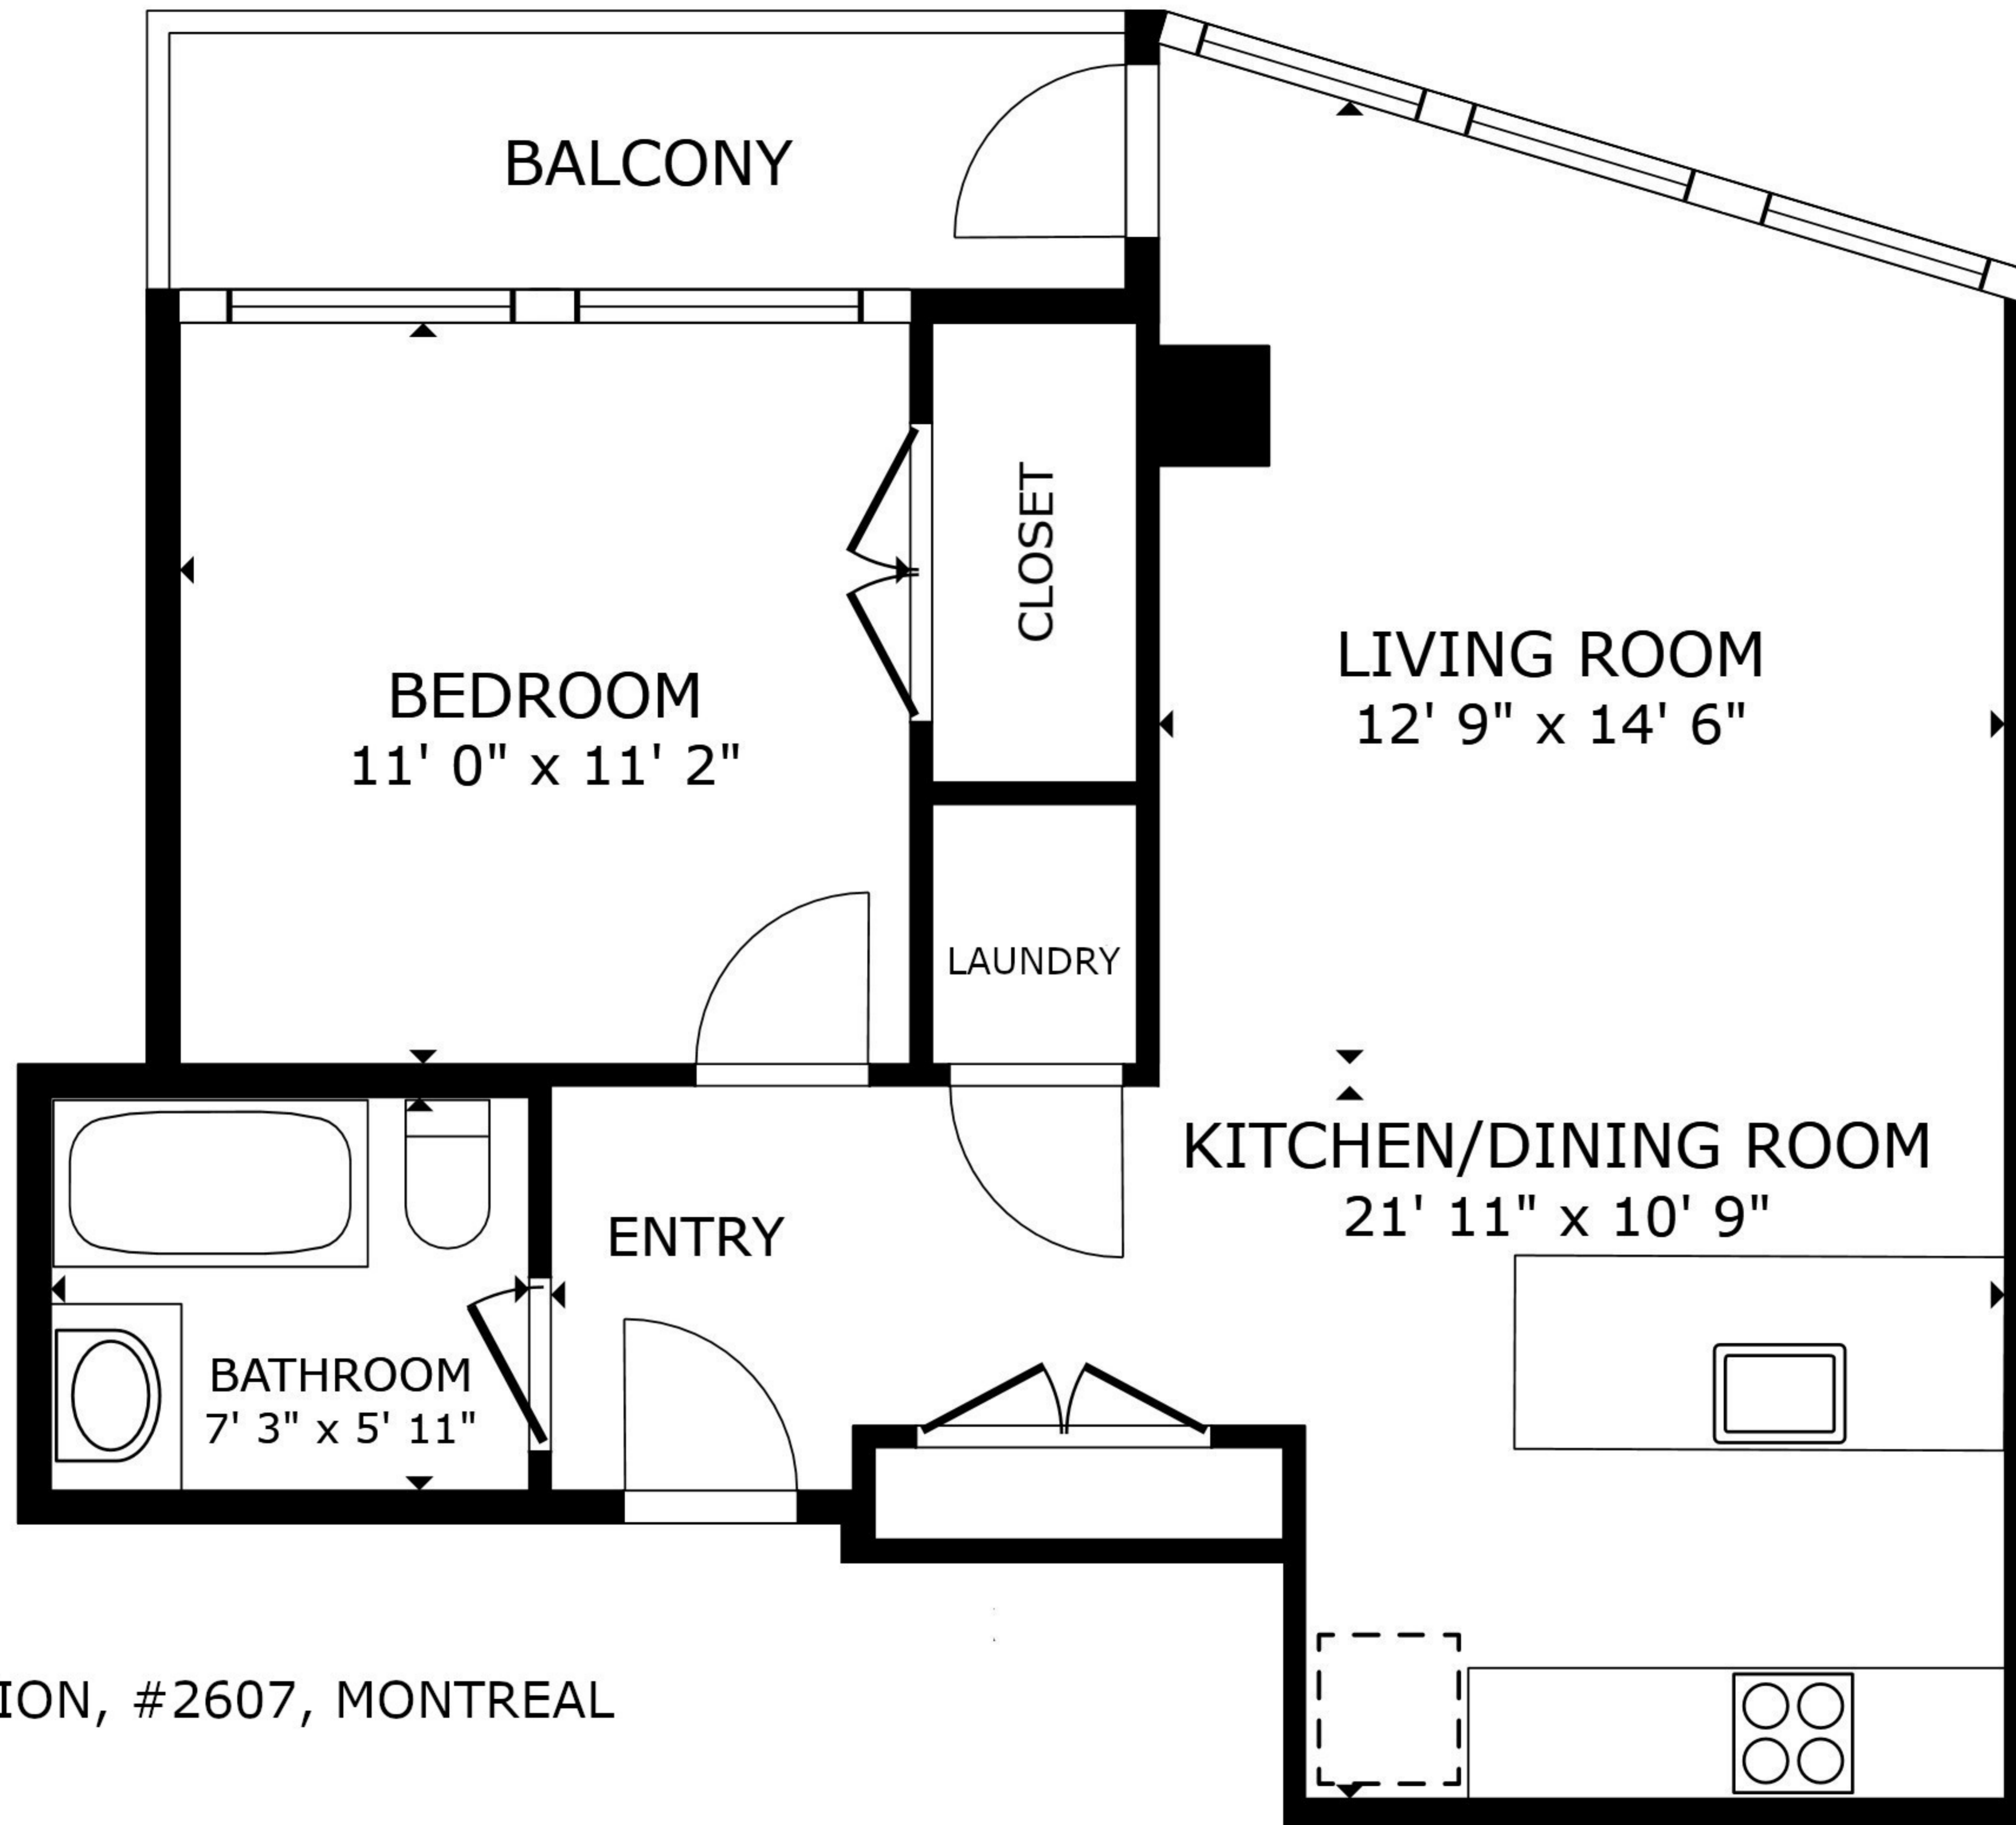 BALCONY
CLOSET
LIVING ROOM
12' 9" x 14' 6"
BEDROOM
11' 0" x 11' 2"
LAUNDRY
KITCHEN/DINING ROOM
21' 11" x 10' 9"
ENTRY
BATHROOM
7' 3" x 5' 11"
ION, #2607, MONTREAL